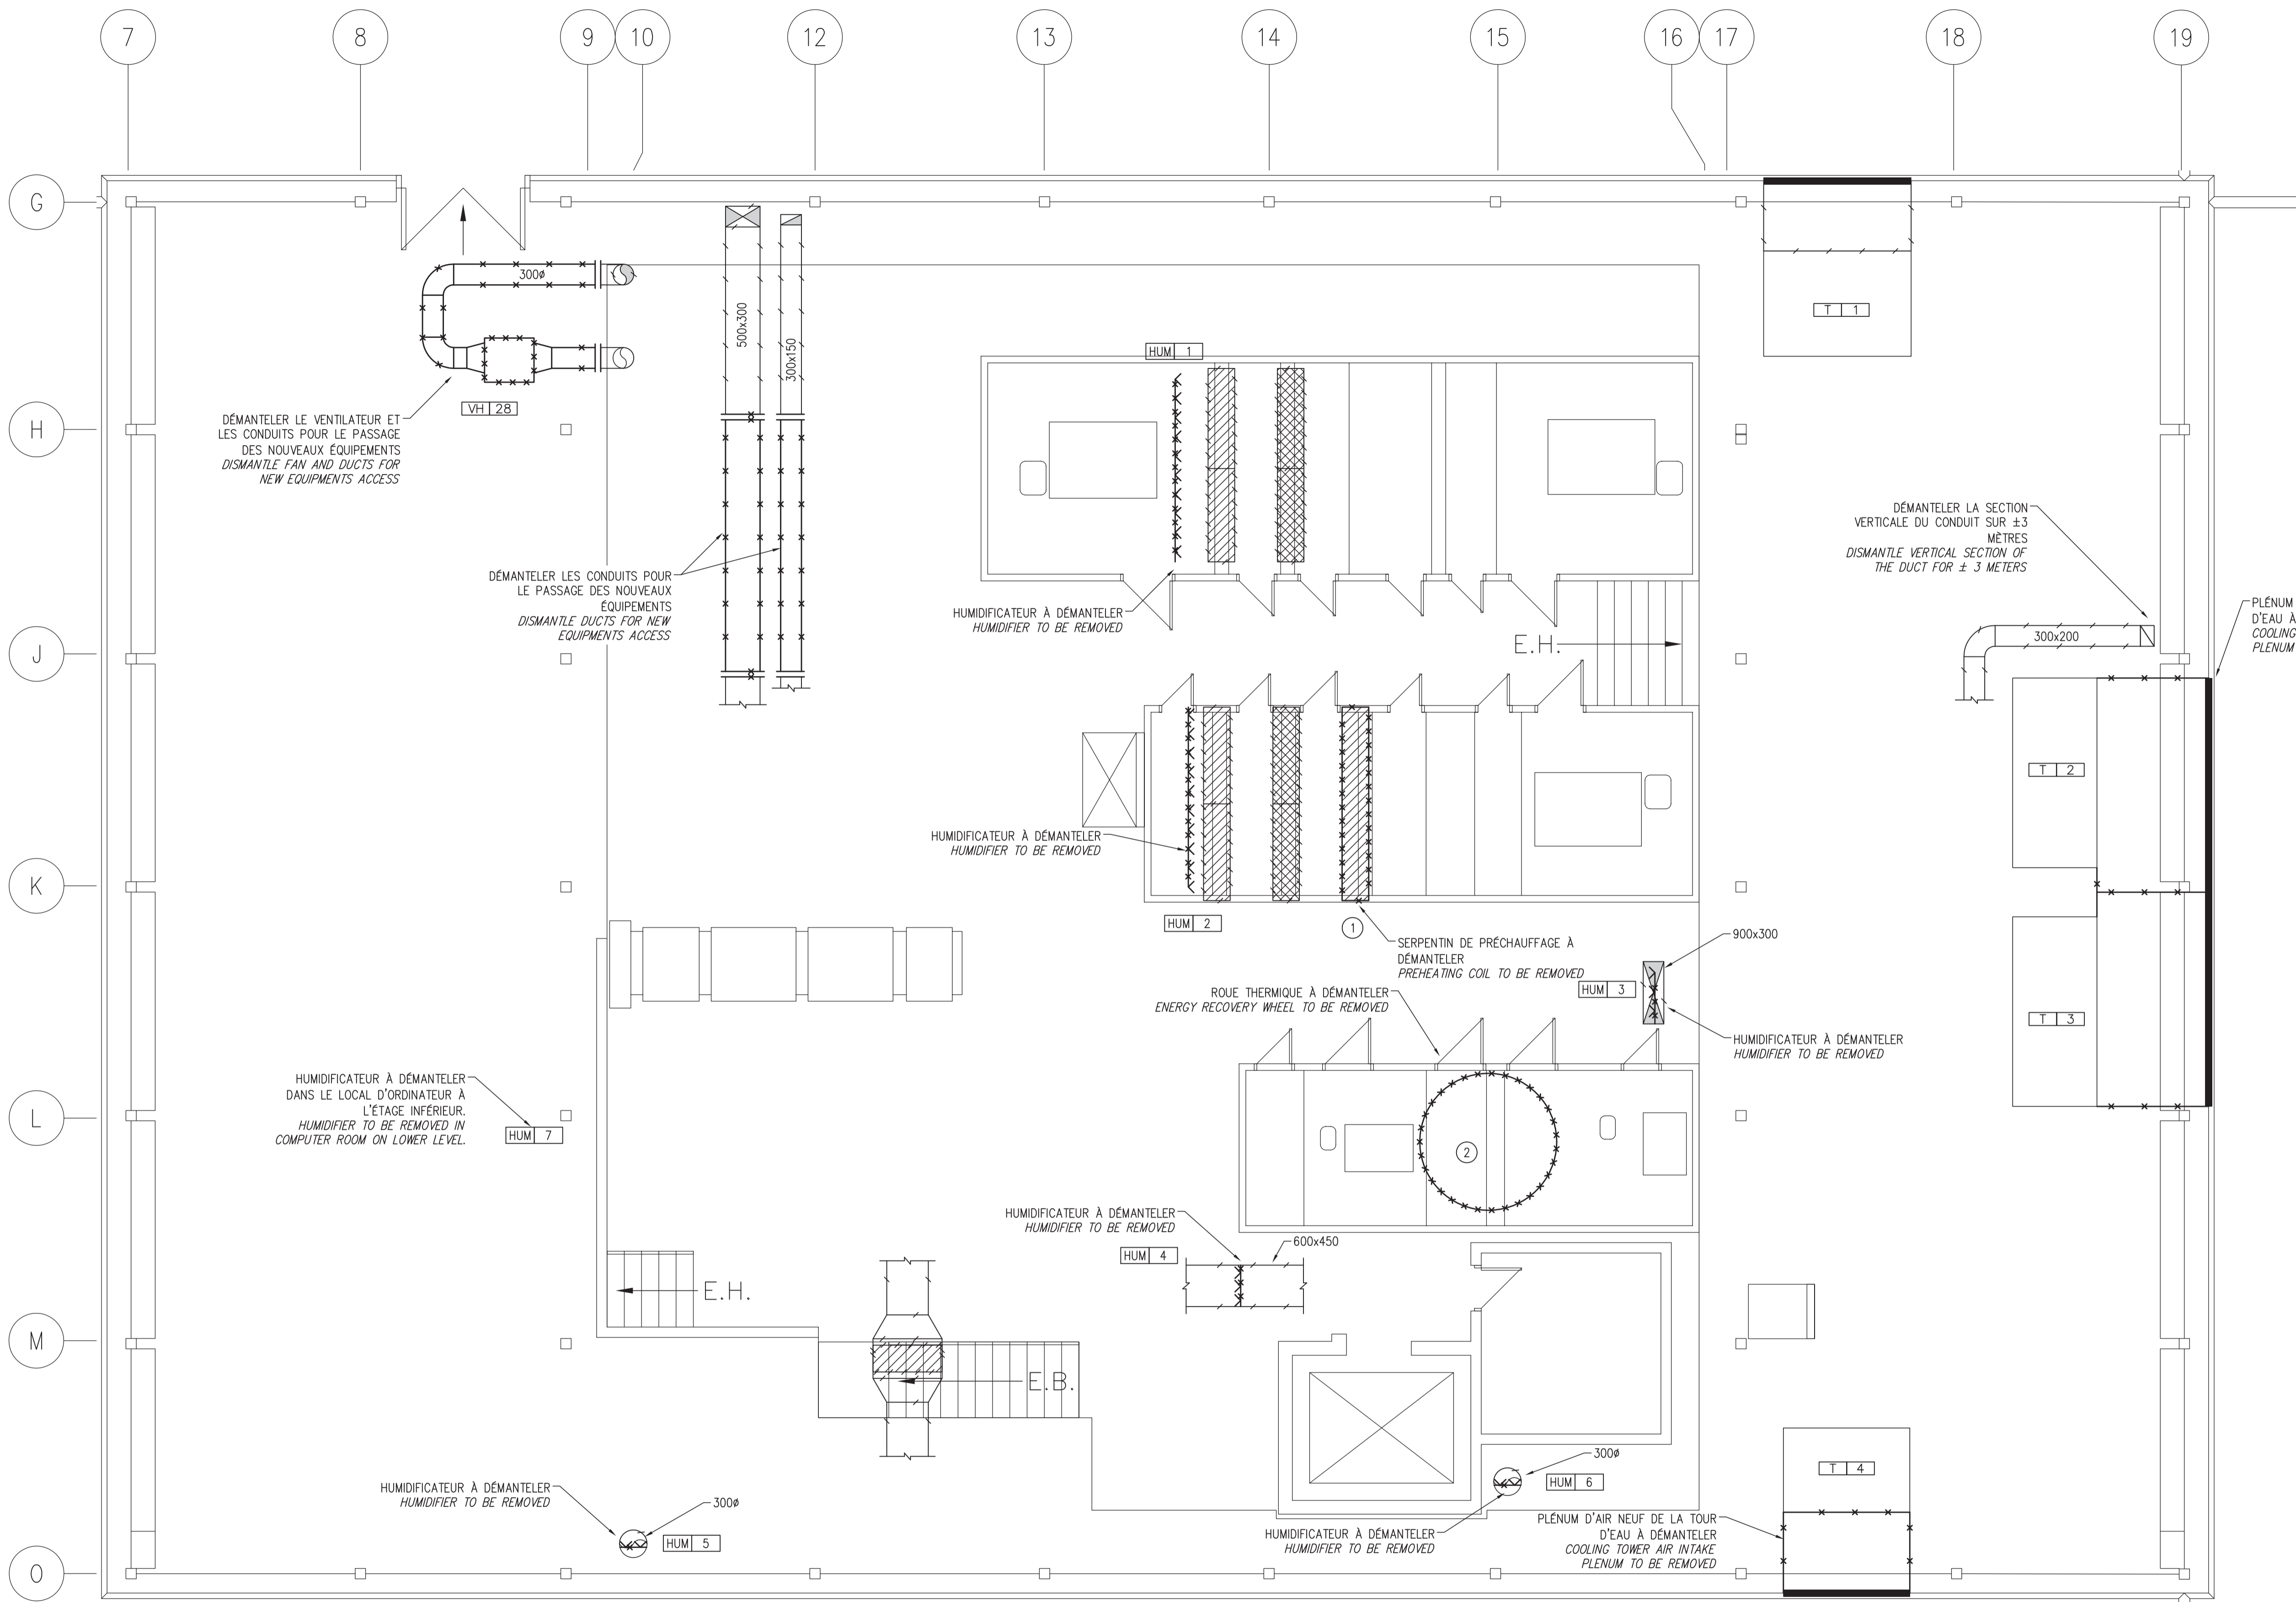 7
8
9
10
12
13
14
15
16
17
18
19
G
H
J
K
L
M
O
300ø
VH 28
DÉMANTELER LE VENTILATEUR ET
LES CONDUITS POUR LE PASSAGE
DES NOUVEAUX ÉQUIPEMENTS
DISMANTLE FAN AND DUCTS FOR
NEW EQUIPMENTS ACCESS
500x300
300x150
DÉMANTELER LES CONDUITS POUR
LE PASSAGE DES NOUVEAUX
ÉQUIPEMENTS
DISMANTLE DUCTS FOR NEW
EQUIPMENTS ACCESS
HUM 1
HUMIDIFICATEUR À DÉMANTELER
HUMIDIFIER TO BE REMOVED
E.H.
T 1
DÉMANTELER LA SECTION
VERTICALE DU CONDUIT SUR ±3
MÈTRES
DISMANTLE VERTICAL SECTION OF
THE DUCT FOR ± 3 METERS
300x200
PLÉNUM
D'EAU À
COOLING
PLENUM
T 2
T 3
HUMIDIFICATEUR À DÉMANTELER
HUMIDIFIER TO BE REMOVED
HUM 2
1
SERPENTIN DE PRÉCHAUFFAGE À
DÉMANTELER
PREHEATING COIL TO BE REMOVED
900x300
HUM 3
HUMIDIFICATEUR À DÉMANTELER
HUMIDIFIER TO BE REMOVED
ROUE THERMIQUE À DÉMANTELER
ENERGY RECOVERY WHEEL TO BE REMOVED
2
HUMIDIFICATEUR À DÉMANTELER
DANS LE LOCAL D'ORDINATEUR À
L'ÉTAGE INFÉRIEUR.
HUMIDIFIER TO BE REMOVED IN
COMPUTER ROOM ON LOWER LEVEL.
HUM 7
HUMIDIFICATEUR À DÉMANTELER
HUMIDIFIER TO BE REMOVED
HUM 4
600x450
E.H.
E.B.
HUMIDIFICATEUR À DÉMANTELER
HUMIDIFIER TO BE REMOVED
300ø
HUM 5
300ø
HUM 6
HUMIDIFICATEUR À DÉMANTELER
HUMIDIFIER TO BE REMOVED
T 4
PLÉNUM D'AIR NEUF DE LA TOUR
D'EAU À DÉMANTELER
COOLING TOWER AIR INTAKE
PLENUM TO BE REMOVED